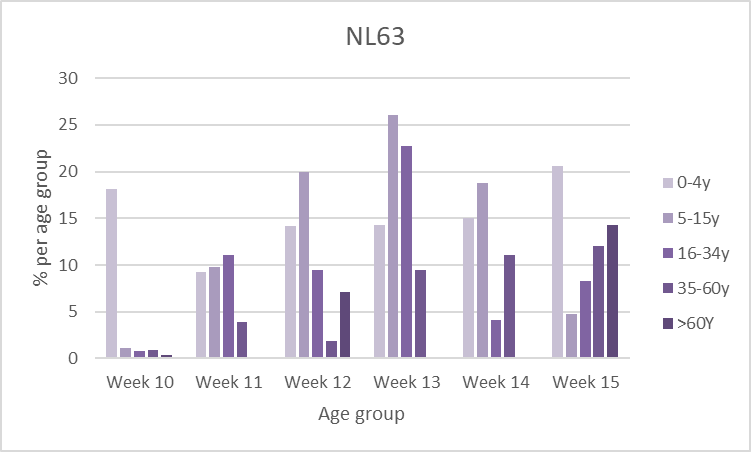 NL63
30
25
20
15
10
5
0
% per age group
Week 10 Week 11 Week 12 Week 13 Week 14 Week 15
Age group
0-4y
5-15y
16-34y
35-60y
>60Y